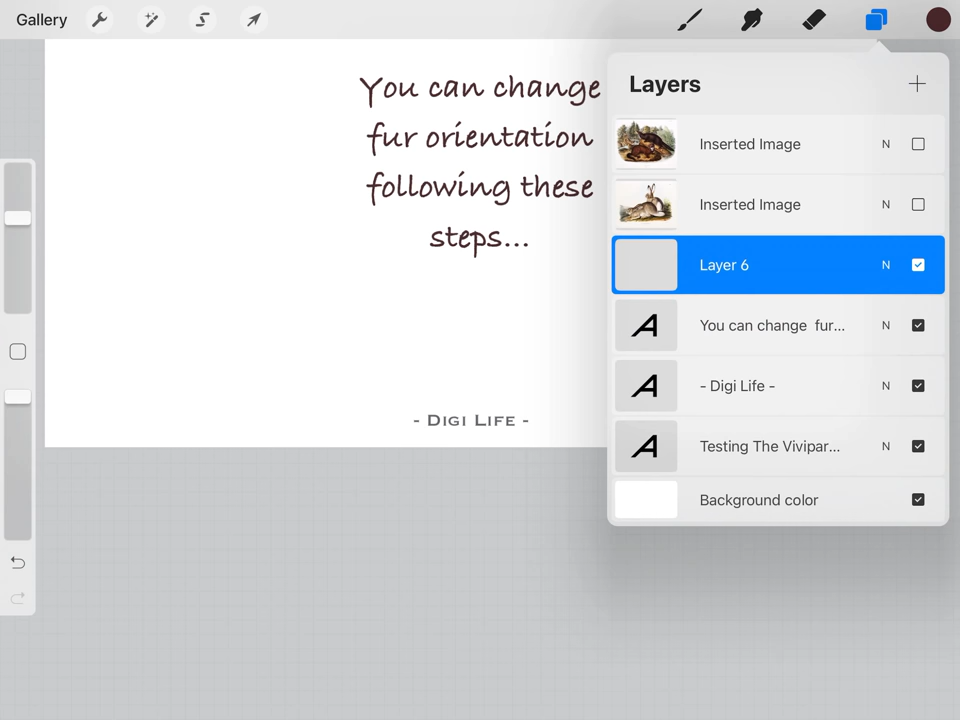 Gallery
You can change
fur orientation
following these
steps...
- Digi Life -
Layers
Inserted Image N
Inserted Image N
Layer 6 N
You can change fur... N
- Digi Life - N
Testing The Vivipar... N
Background color